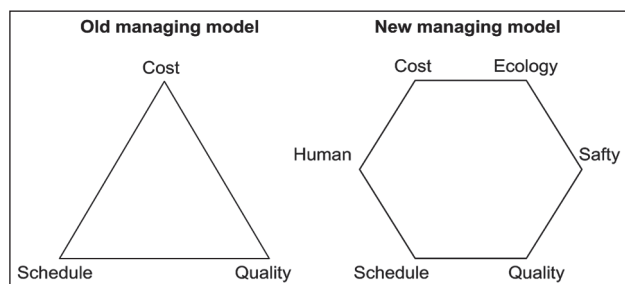 Old managing model
Cost
Schedule Quality
New managing model
Cost Ecology
Human Safty
Schedule Quality